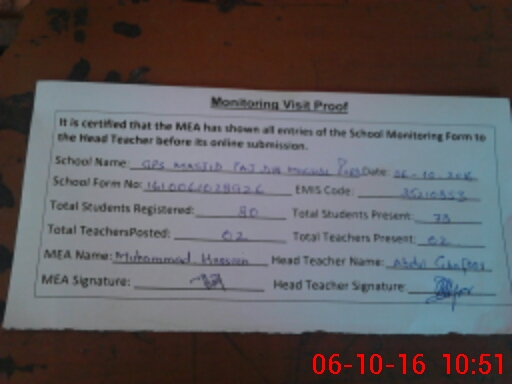 Monitoring Visit Proof
It is certified that the MEA has shown all entries of the School Monitoring Form to
the Head Teacher before its online submission.
School Name: GPS MASJID Date: 06-10-2016
School Form No: EMIS Code:
Total Students Registered: 80 Total Students Present: 73
Total TeachersPosted: 02 Total Teachers Present: 02
MEA Name: Muhammad Hassan Head Teacher Name: Abdul Ghafoor
MEA Signature: Head Teacher Signature:
06-10-16 10:51